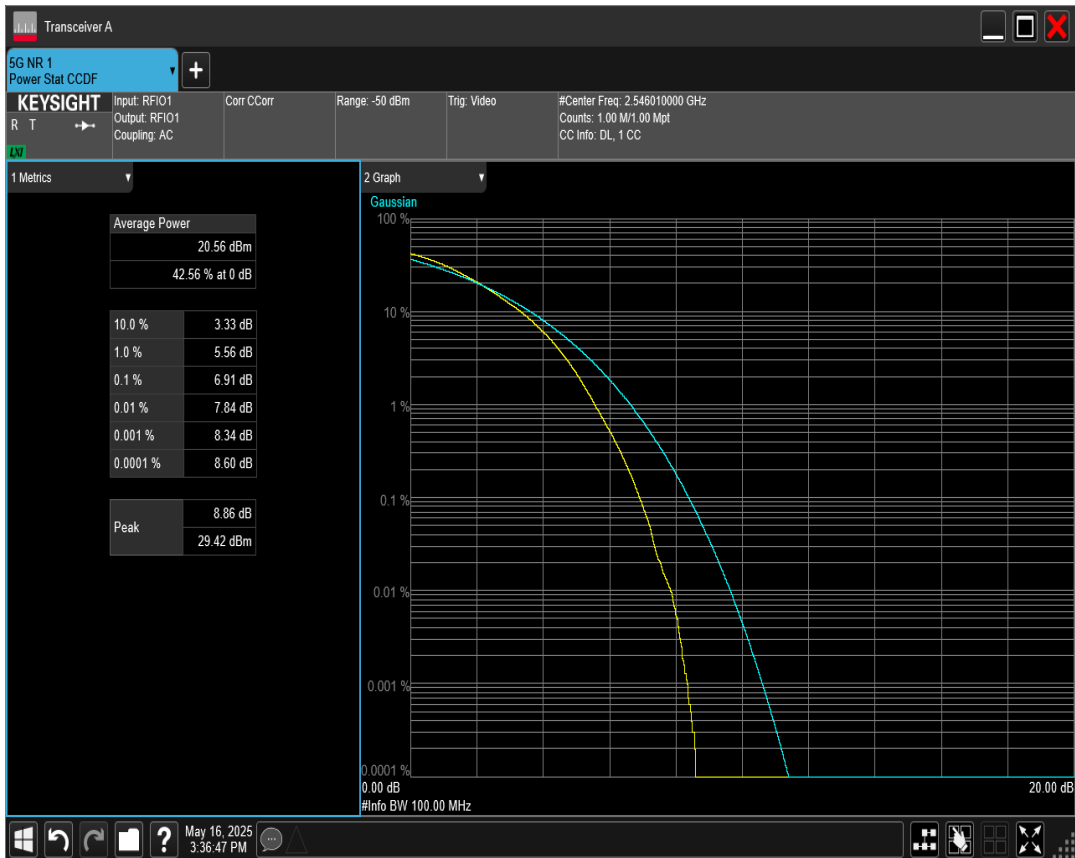 Transceiver A
5G NR 1
Power Stat CCDF
KEYSIGHT
R T
LXI
Input: RFIO1
Output: RFIO1
Coupling: AC
Corr CCorr
Range: -50 dBm
Trig: Video
#Center Freq: 2.546010000 GHz
Counts: 1.00 M/1.00 Mpt
CC Info: DL, 1 CC
1 Metrics
Average Power
20.56 dBm
42.56 % at 0 dB
10.0 % 3.33 dB
1.0 % 5.56 dB
0.1 % 6.91 dB
0.01 % 7.84 dB
0.001 % 8.34 dB
0.0001 % 8.60 dB
Peak
8.86 dB
29.42 dBm
2 Graph
Gaussian
100 %
10 %
1 %
0.1 %
0.01 %
0.001 %
0.0001 %
0.00 dB 20.00 dB
#Info BW 100.00 MHz
May 16, 2025
3:36:47 PM